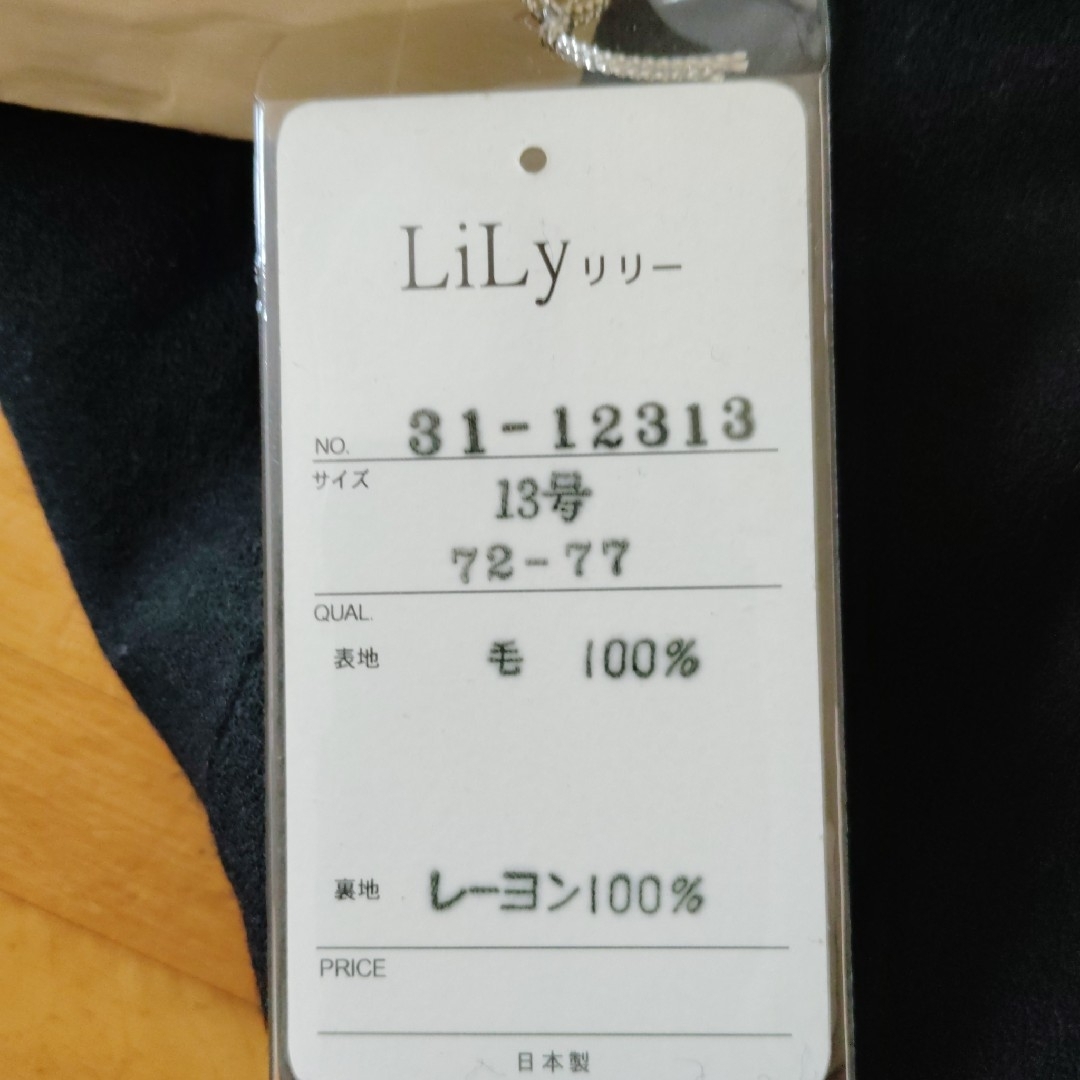 LiLyリリー
NO. 31-12313
サイズ 13号
72-77
QUAL.
表地 毛 100%
裏地 レーヨン100%
PRICE
日本製